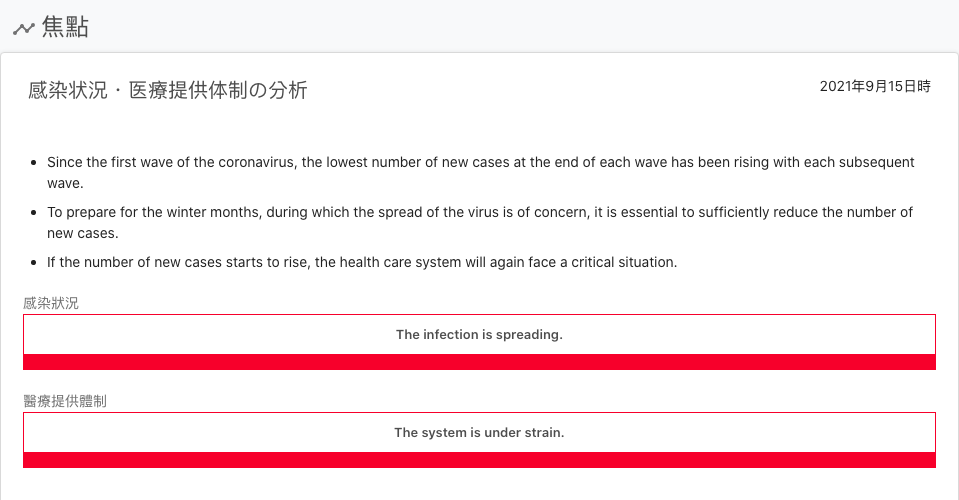 焦點
感染状況・医療提供体制の分析
2021年9月15日時
Since the first wave of the coronavirus, the lowest number of new cases at the end of each wave has been rising with each subsequent
wave.
To prepare for the winter months, during which the spread of the virus is of concern, it is essential to sufficiently reduce the number of
new cases.
If the number of new cases starts to rise, the health care system will again face a critical situation.
感染狀況
The infection is spreading.
醫療提供體制
The system is under strain.